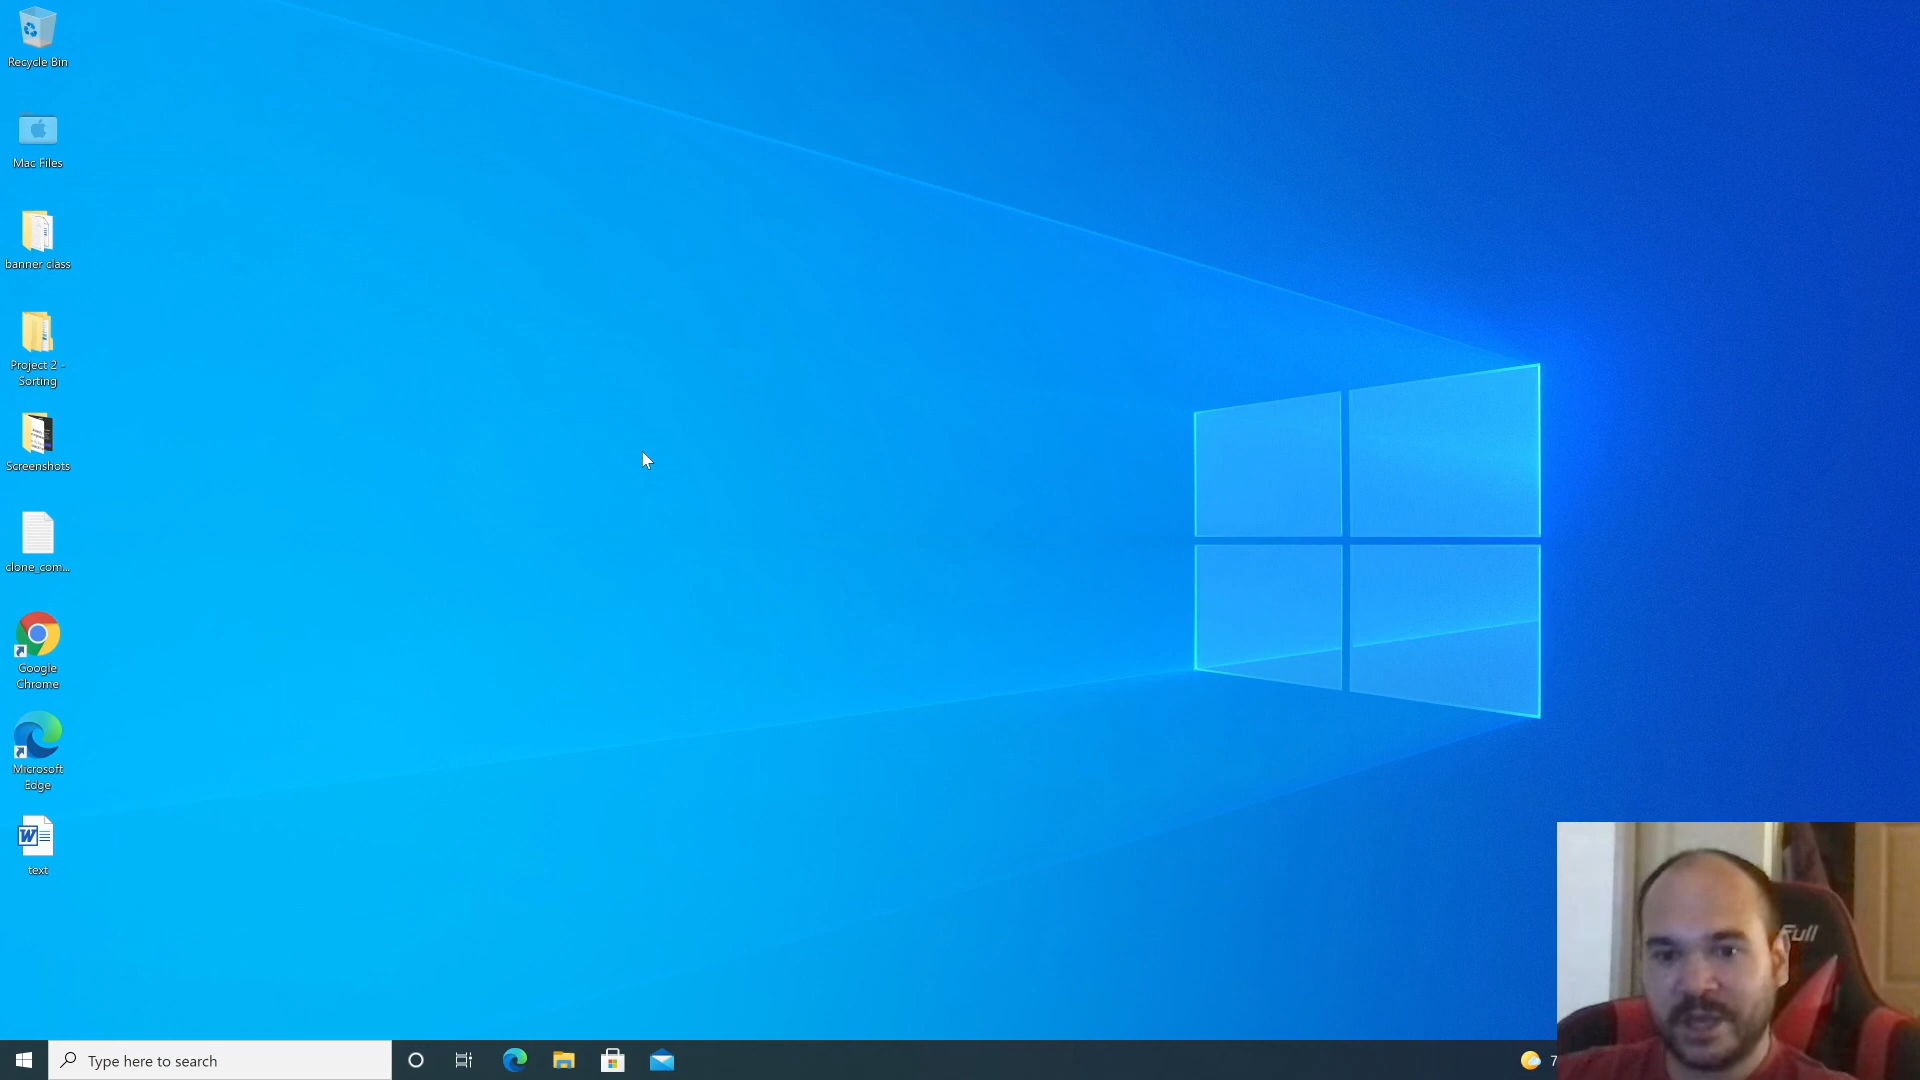 Recycle Bin
Mac Files
banner class
Project 2 -
Sorting
Screenshots
clone_com...
Google
Chrome
Microsoft
Edge
W
text
Type here to search
7
Full